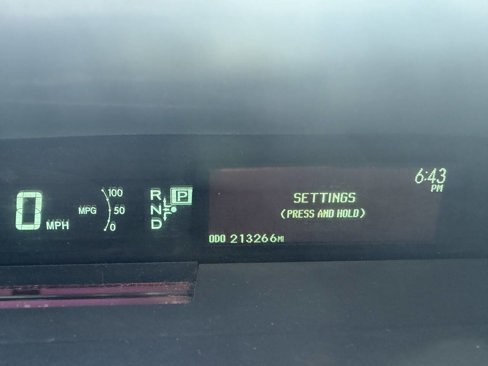 6:43
PM
SETTINGS
(PRESS AND HOLD)
ODO 213266MI
0 MPH
MPG 100
50
0
R P
N
D